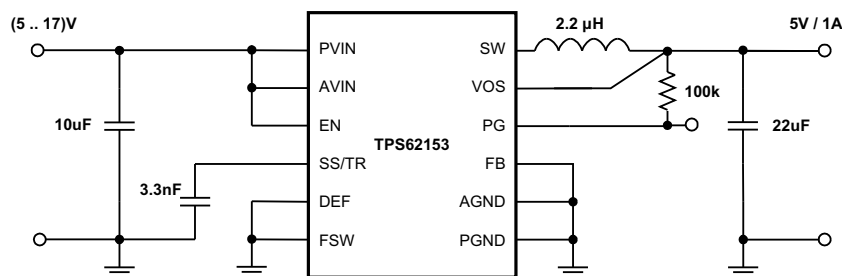 (5 .. 17)V
2.2 µH
5V / 1A
PVIN
SW
AVIN
VOS
100k
10uF
EN
PG
22uF
TPS62153
SS/TR
FB
3.3nF
DEF
AGND
FSW
PGND